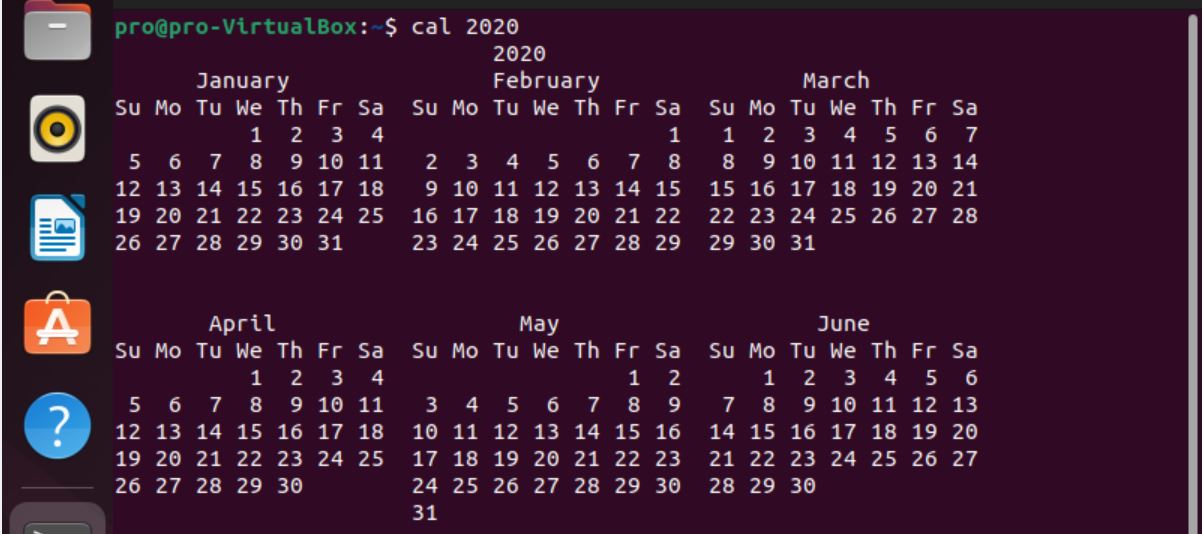 pro@pro-VirtualBox:~$ cal 2020
                            2020
      January               February               March
Su Mo Tu We Th Fr Sa  Su Mo Tu We Th Fr Sa  Su Mo Tu We Th Fr Sa
          1  2  3  4                     1   1  2  3  4  5  6  7
 5  6  7  8  9 10 11   2  3  4  5  6  7  8   8  9 10 11 12 13 14
12 13 14 15 16 17 18   9 10 11 12 13 14 15  15 16 17 18 19 20 21
19 20 21 22 23 24 25  16 17 18 19 20 21 22  22 23 24 25 26 27 28
26 27 28 29 30 31     23 24 25 26 27 28 29  29 30 31
       April                  May                   June
Su Mo Tu We Th Fr Sa  Su Mo Tu We Th Fr Sa  Su Mo Tu We Th Fr Sa
          1  2  3  4                  1  2      1  2  3  4  5  6
 5  6  7  8  9 10 11   3  4  5  6  7  8  9   7  8  9 10 11 12 13
12 13 14 15 16 17 18  10 11 12 13 14 15 16  14 15 16 17 18 19 20
19 20 21 22 23 24 25  17 18 19 20 21 22 23  21 22 23 24 25 26 27
26 27 28 29 30        24 25 26 27 28 29 30  28 29 30
                      31